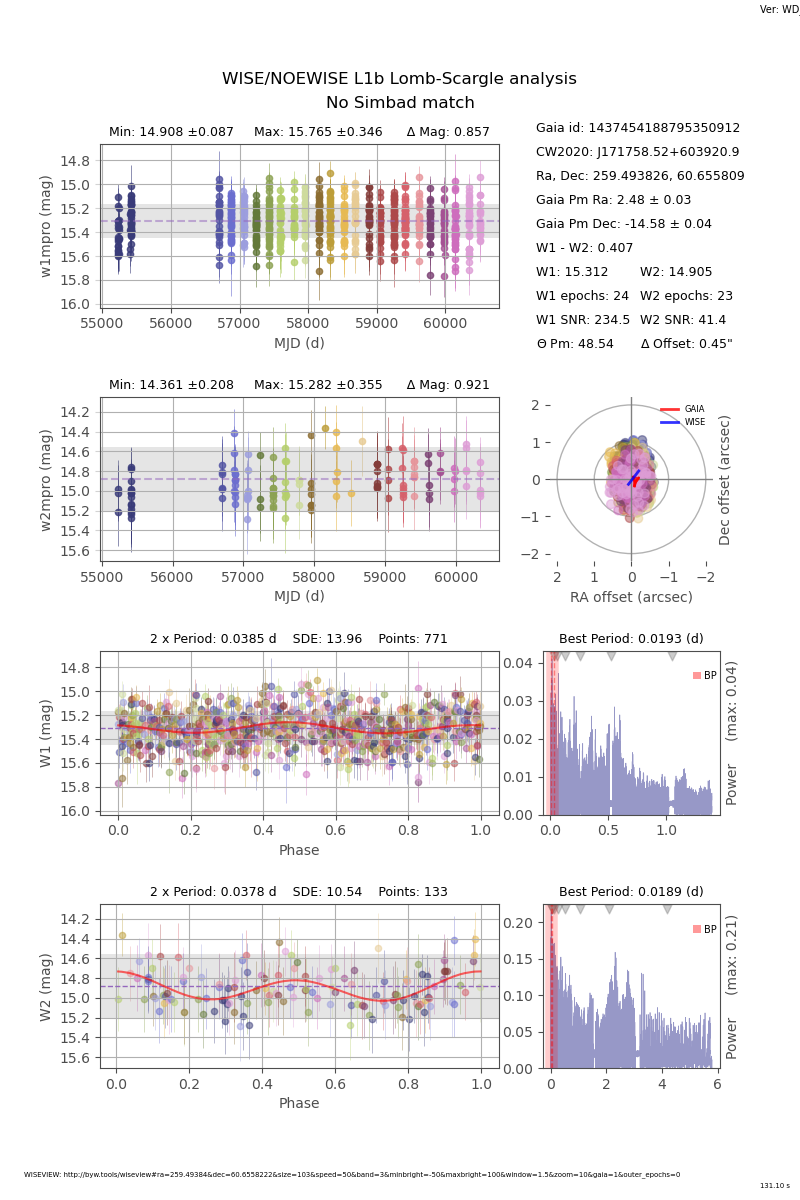 Ver: WD_
WISE/NOEWISE L1b Lomb-Scargle analysis
No Simbad match
Min: 14.908 ±0.087 Max: 15.765 ±0.346 Δ Mag: 0.857
14.8
15.0
15.2
15.4
15.6
15.8
16.0
w1mpro (mag)
55000 56000 57000 58000 59000 60000
MJD (d)
Gaia id: 1437454188795350912
CW2020: J171758.52+603920.9
Ra, Dec: 259.493826, 60.655809
Gaia Pm Ra: 2.48 ± 0.03
Gaia Pm Dec: -14.58 ± 0.04
W1 - W2: 0.407
W1: 15.312 W2: 14.905
W1 epochs: 24 W2 epochs: 23
W1 SNR: 234.5 W2 SNR: 41.4
Θ Pm: 48.54 Δ Offset: 0.45"
Min: 14.361 ±0.208 Max: 15.282 ±0.355 Δ Mag: 0.921
14.2
14.4
14.6
14.8
15.0
15.2
15.4
15.6
w2mpro (mag)
55000 56000 57000 58000 59000 60000
MJD (d)
GAIA
WISE
2
1
0
−1
−2
Dec offset (arcsec)
2 1 0 −1 −2
RA offset (arcsec)
2 x Period: 0.0385 d SDE: 13.96 Points: 771
14.8
15.0
15.2
15.4
15.6
15.8
16.0
W1 (mag)
0.0 0.2 0.4 0.6 0.8 1.0
Phase
Best Period: 0.0193 (d)
BP
0.04
0.03
0.02
0.01
0.00
Power (max: 0.04)
0.0 0.5 1.0
2 x Period: 0.0378 d SDE: 10.54 Points: 133
14.2
14.4
14.6
14.8
15.0
15.2
15.4
15.6
W2 (mag)
0.0 0.2 0.4 0.6 0.8 1.0
Phase
Best Period: 0.0189 (d)
BP
0.20
0.15
0.10
0.05
0.00
Power (max: 0.21)
0 2 4 6
WISEVIEW: http://byw.tools/wiseview#ra=259.49384&dec=60.6558222&size=103&speed=50&band=3&minbright=-50&maxbright=100&window=1.5&zoom=10&gaia=1&outer_epochs=0
131.10 s